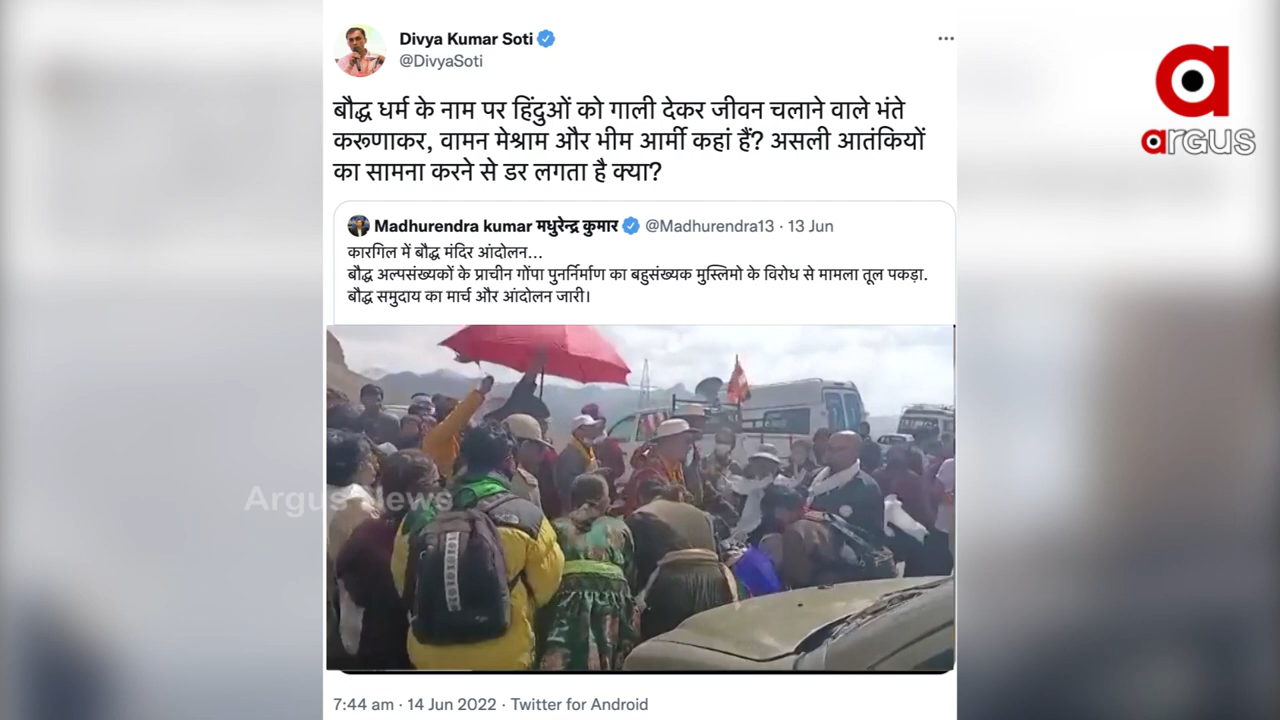 Divya Kumar Soti
@DivyaSoti
बौद्ध धर्म के नाम पर हिंदुओं को गाली देकर जीवन चलाने वाले भंते
करूणाकर, वामन मेश्राम और भीम आर्मी कहां हैं? असली आतंकियों
का सामना करने से डर लगता है क्या?
Madhurendra kumar मधुरेन्द्र कुमार @Madhurendra13 · 13 Jun
कारगिल में बौद्ध मंदिर आंदोलन...
बौद्ध अल्पसंख्यकों के प्राचीन गोंपा पुनर्निर्माण का बहुसंख्यक मुस्लिमो के विरोध से मामला तूल पकड़ा.
बौद्ध समुदाय का मार्च और आंदोलन जारी।
7:44 am · 14 Jun 2022 · Twitter for Android
argus
Argus News